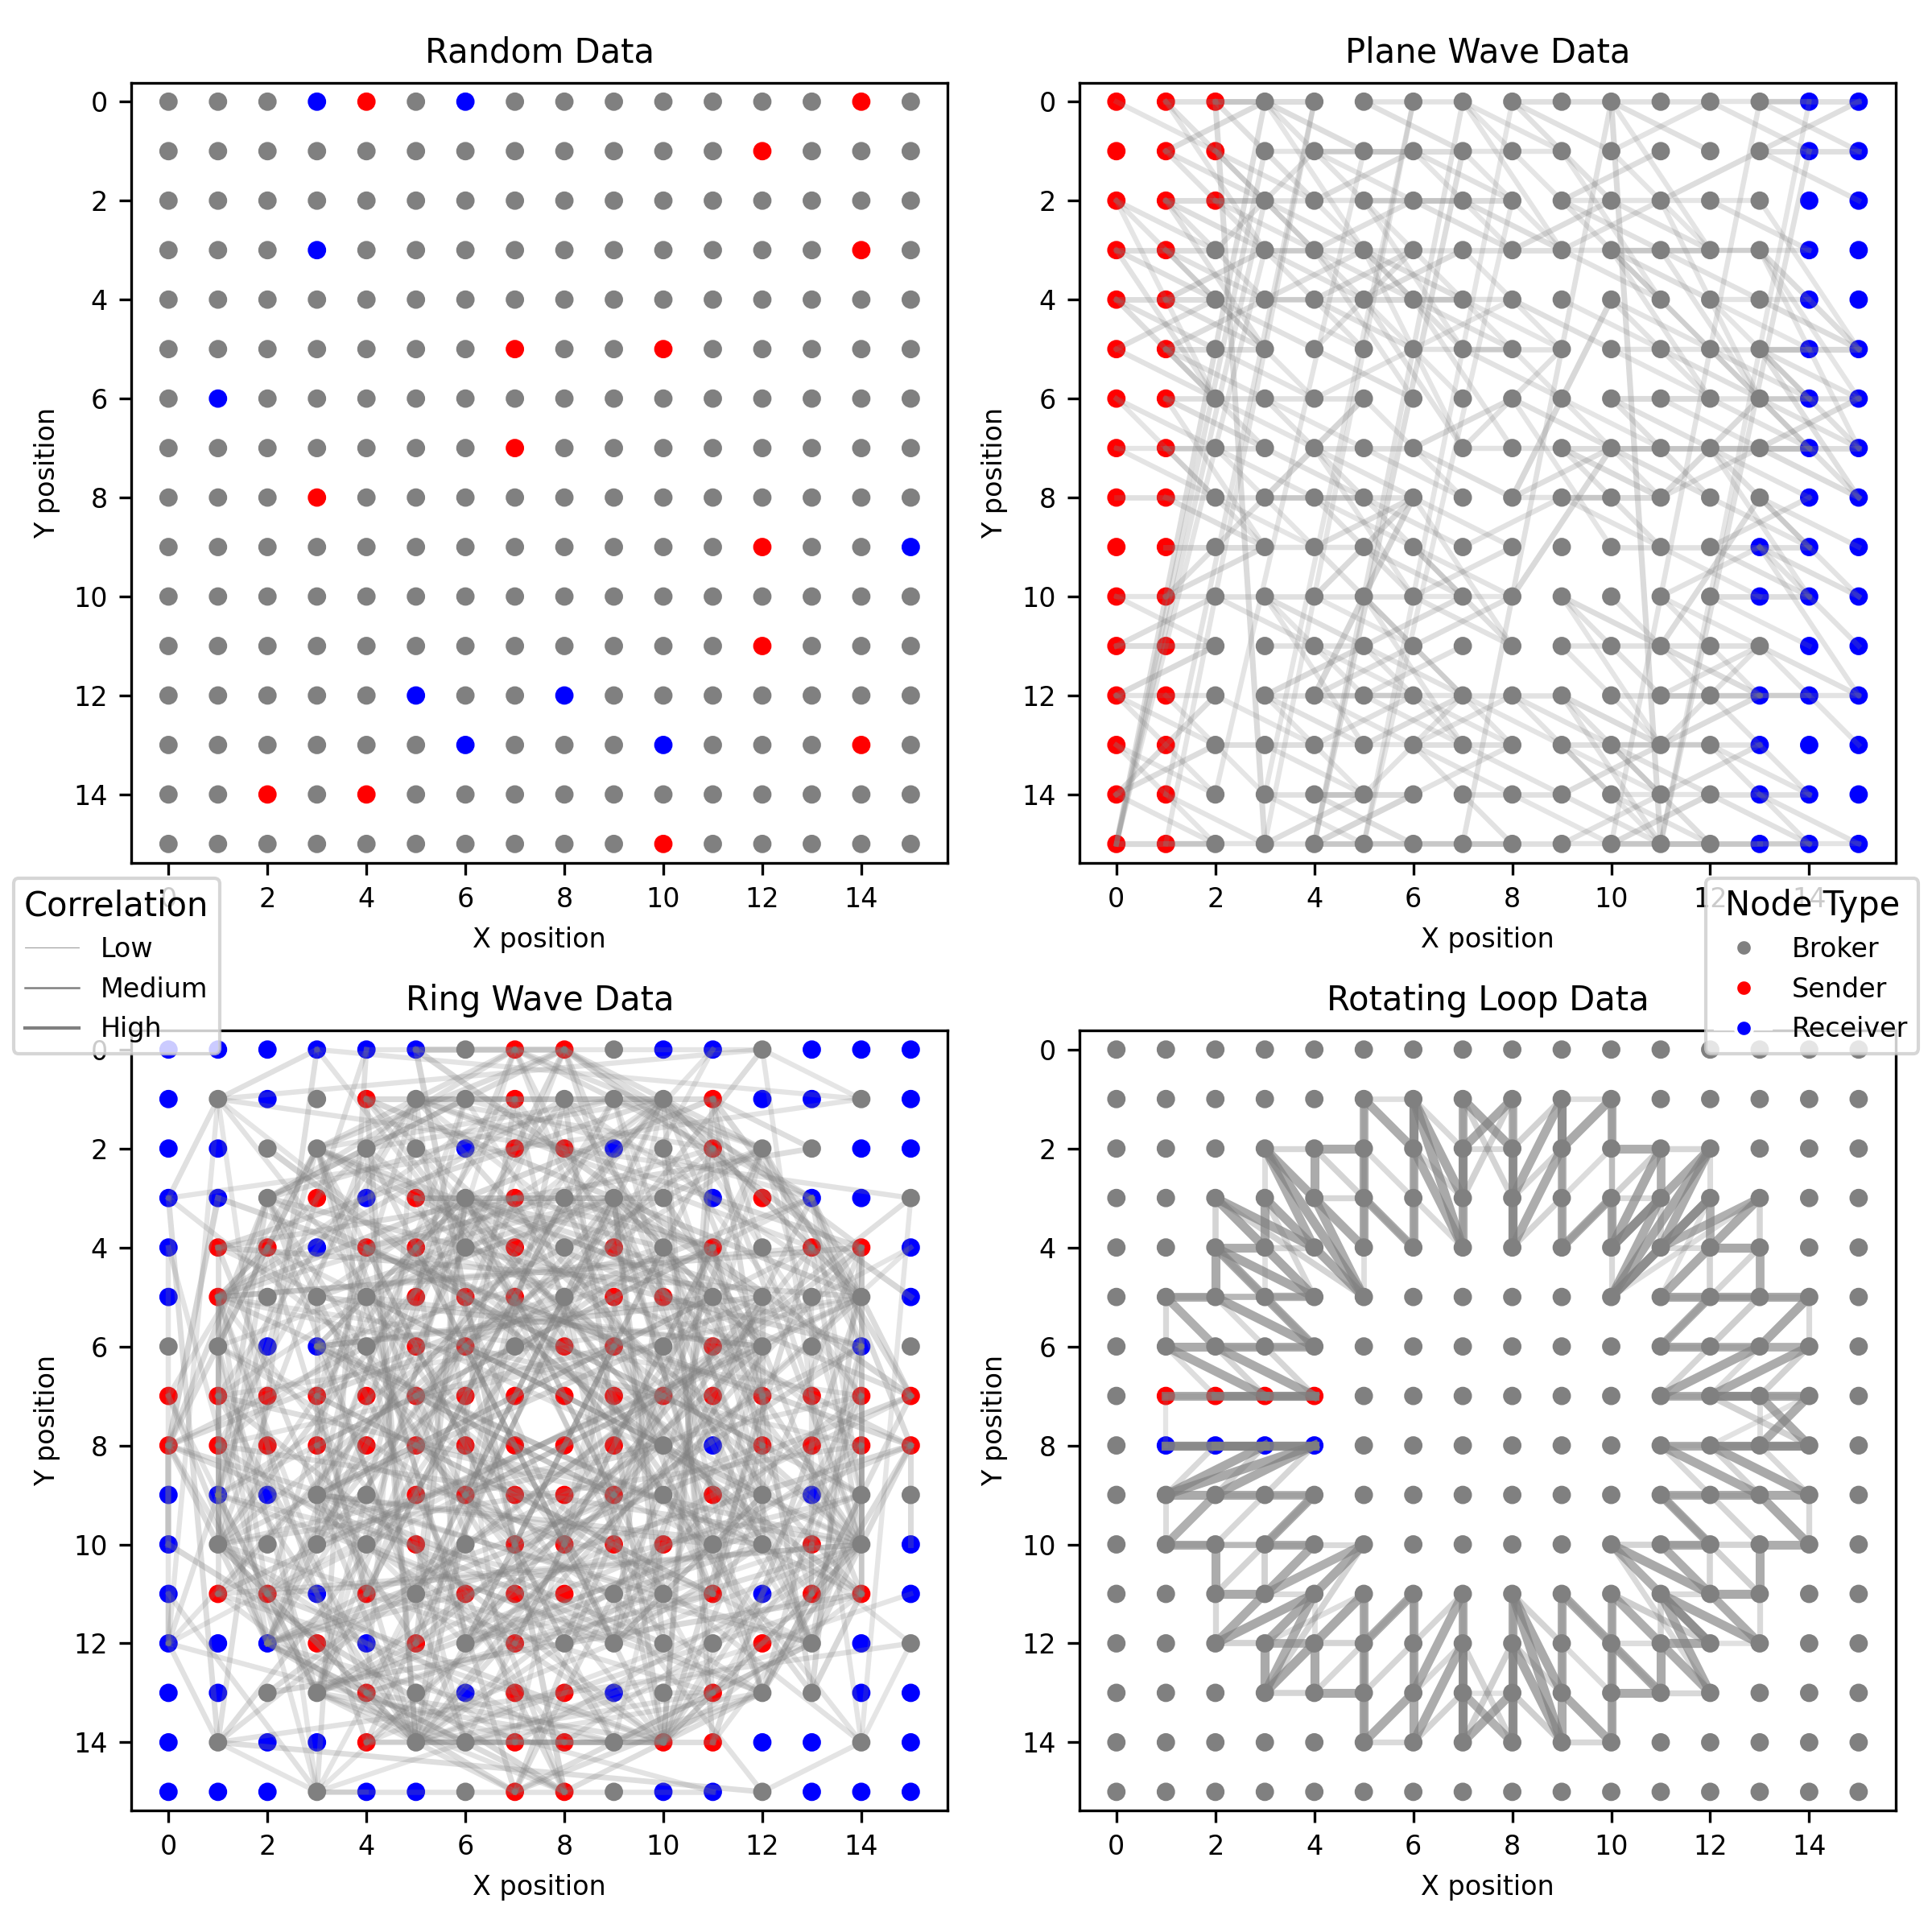 Random Data
0
2
4
6
8
10
12
14
Y position
0 2 4 6 8 10 12 14
X position
Plane Wave Data
0
2
4
6
8
10
12
14
Y position
0 2 4 6 8 10 12 14
X position
Correlation
Low
Medium
High
Node Type
Broker
Sender
Receiver
Ring Wave Data
0
2
4
6
8
10
12
14
Y position
0 2 4 6 8 10 12 14
X position
Rotating Loop Data
0
2
4
6
8
10
12
14
Y position
0 2 4 6 8 10 12 14
X position